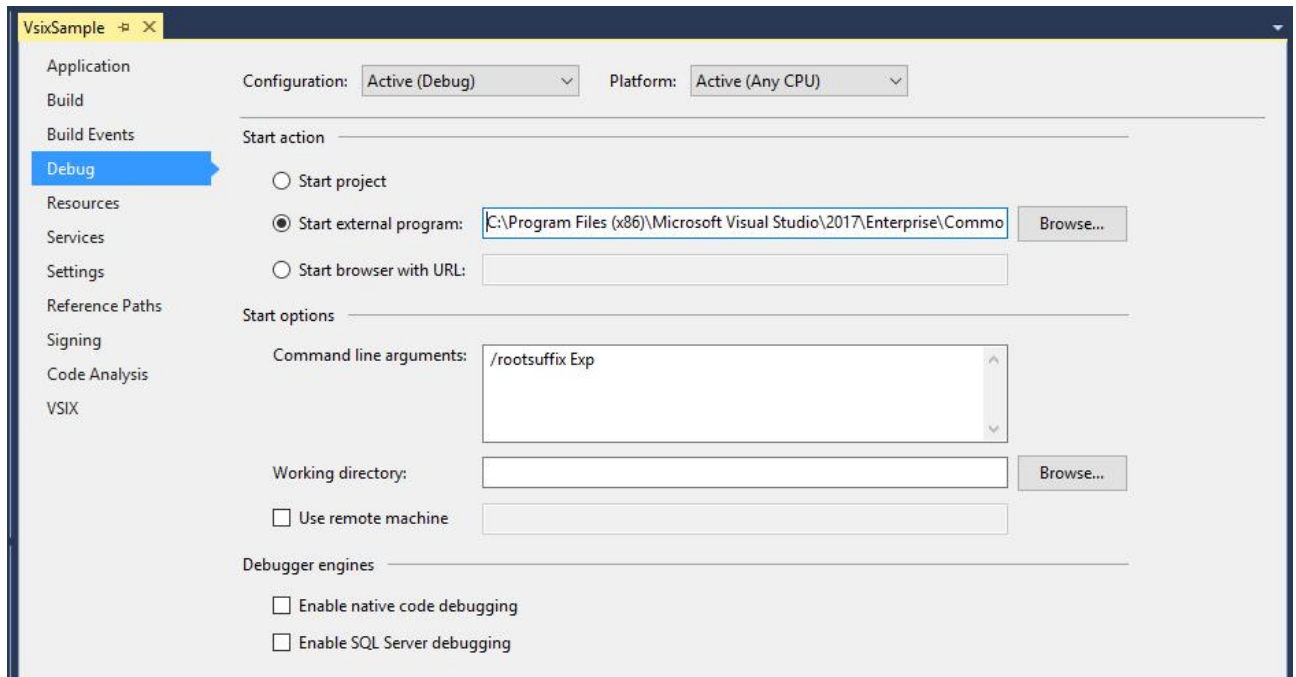 VsixSample
Application
Build
Build Events
Debug
Resources
Services
Settings
Reference Paths
Signing
Code Analysis
VSIX
Configuration: Active (Debug) Platform: Active (Any CPU)
Start action
Start project
Start external program: C:\Program Files (x86)\Microsoft Visual Studio\2017\Enterprise\Commo Browse...
Start browser with URL:
Start options
Command line arguments: /rootsuffix Exp
Working directory: Browse...
Use remote machine
Debugger engines
Enable native code debugging
Enable SQL Server debugging